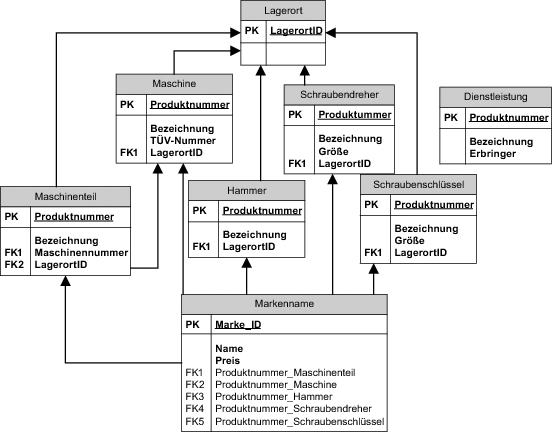 Lagerort
PK LagerortID
Maschine
PK Produktnummer
Bezeichnung
TÜV-Nummer
FK1 LagerortID
Schraubendreher
PK Produktummer
Bezeichnung
Größe
FK1 LagerortID
Dienstleistung
PK Produktnummer
Bezeichnung
Erbringer
Maschinenteil
PK Produktnummer
Bezeichnung
FK1 Maschinennummer
FK2 LagerortID
Hammer
PK Produktnummer
Bezeichnung
FK1 LagerortID
Schraubenschlüssel
PK Produktnummer
Bezeichnung
Größe
FK1 LagerortID
Markenname
PK Marke_ID
Name
Preis
FK1 Produktnummer_Maschinenteil
FK2 Produktnummer_Maschine
FK3 Produktnummer_Hammer
FK4 Produktnummer_Schraubendreher
FK5 Produktnummer_Schraubenschlüssel